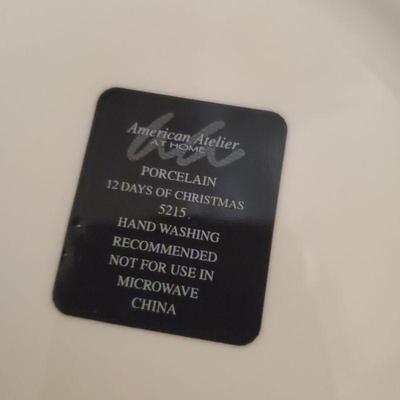 American Atelier
AT HOME
PORCELAIN
12 DAYS OF CHRISTMAS
5215
HAND WASHING
RECOMMENDED
NOT FOR USE IN
MICROWAVE
CHINA